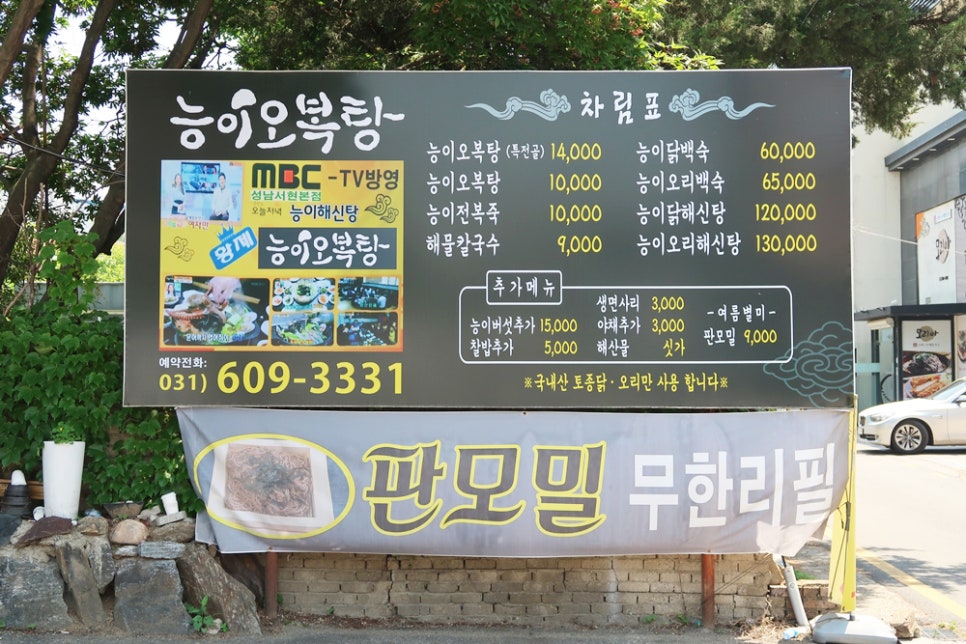 능이오복탕
MBC -TV방영
성남서현본점
오늘저녁 능이해신탕
왕계
능이오복탕
예약전화:
031) 609-3331
차림표
능이오복탕 (특전골) 14,000
능이오복탕 10,000
능이전복죽 10,000
해물칼국수 9,000
능이닭백숙 60,000
능이오리백숙 65,000
능이닭해신탕 120,000
능이오리해신탕 130,000
추가메뉴
능이버섯추가 15,000
찰밥추가 5,000
생면사리 3,000
야채추가 3,000
해산물 싯가
-여름별미-
판모밀 9,000
※국내산 토종닭·오리만 사용 합니다※
판모밀 무한리필